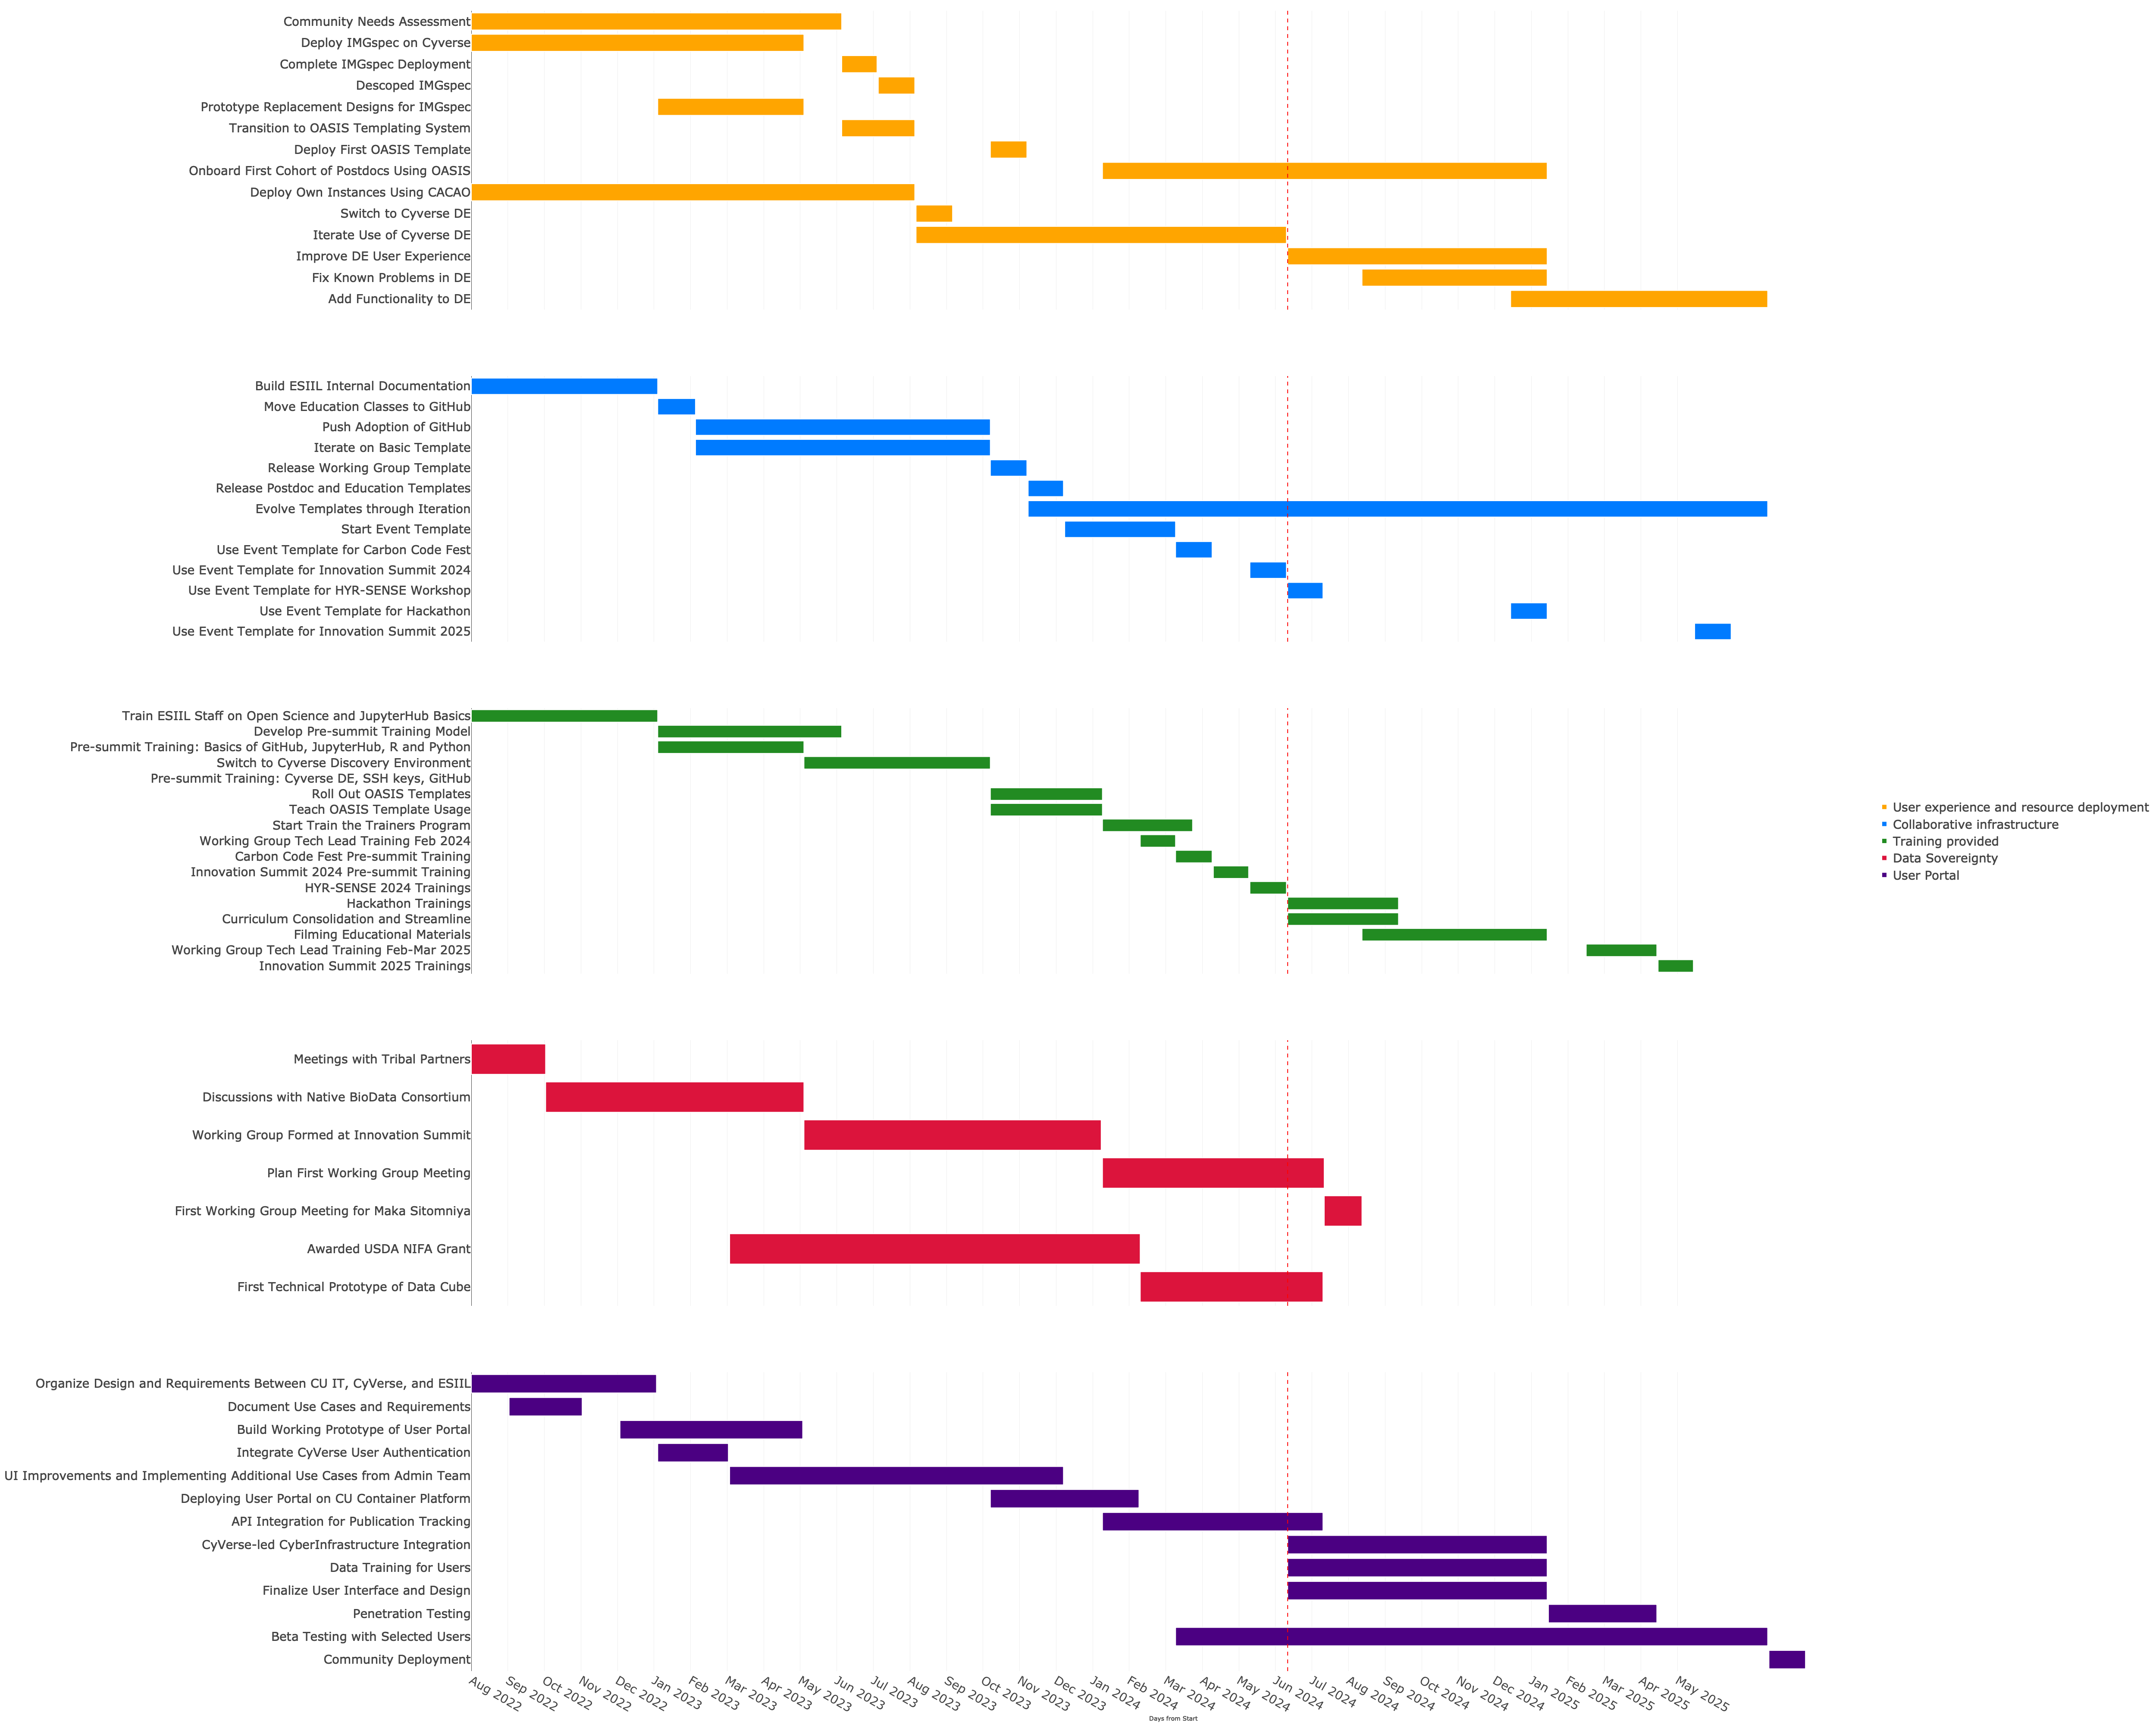 Community Needs Assessment
Deploy IMGspec on Cyverse
Complete IMGspec Deployment
Descoped IMGspec
Prototype Replacement Designs for IMGspec
Transition to OASIS Templating System
Deploy First OASIS Template
Onboard First Cohort of Postdocs Using OASIS
Deploy Own Instances Using CACAO
Switch to Cyverse DE
Iterate Use of Cyverse DE
Improve DE User Experience
Fix Known Problems in DE
Add Functionality to DE
Build ESIIL Internal Documentation
Move Education Classes to GitHub
Push Adoption of GitHub
Iterate on Basic Template
Release Working Group Template
Release Postdoc and Education Templates
Evolve Templates through Iteration
Start Event Template
Use Event Template for Carbon Code Fest
Use Event Template for Innovation Summit 2024
Use Event Template for HYR-SENSE Workshop
Use Event Template for Hackathon
Use Event Template for Innovation Summit 2025
Train ESIIL Staff on Open Science and JupyterHub Basics
Develop Pre-summit Training Model
Pre-summit Training: Basics of GitHub, JupyterHub, R and Python
Switch to Cyverse Discovery Environment
Pre-summit Training: Cyverse DE, SSH keys, GitHub
Roll Out OASIS Templates
Teach OASIS Template Usage
Start Train the Trainers Program
Working Group Tech Lead Training Feb 2024
Carbon Code Fest Pre-summit Training
Innovation Summit 2024 Pre-summit Training
HYR-SENSE 2024 Trainings
Hackathon Trainings
Curriculum Consolidation and Streamline
Filming Educational Materials
Working Group Tech Lead Training Feb-Mar 2025
Innovation Summit 2025 Trainings
User experience and resource deployment
Collaborative infrastructure
Training provided
Data Sovereignty
User Portal
Meetings with Tribal Partners
Discussions with Native BioData Consortium
Working Group Formed at Innovation Summit
Plan First Working Group Meeting
First Working Group Meeting for Maka Sitomniya
Awarded USDA NIFA Grant
First Technical Prototype of Data Cube
Organize Design and Requirements Between CU IT, CyVerse, and ESIIL
Document Use Cases and Requirements
Build Working Prototype of User Portal
Integrate CyVerse User Authentication
UI Improvements and Implementing Additional Use Cases from Admin Team
Deploying User Portal on CU Container Platform
API Integration for Publication Tracking
CyVerse-led CyberInfrastructure Integration
Data Training for Users
Finalize User Interface and Design
Penetration Testing
Beta Testing with Selected Users
Community Deployment
Aug 2022
Sep 2022
Oct 2022
Nov 2022
Dec 2022
Jan 2023
Feb 2023
Mar 2023
Apr 2023
May 2023
Jun 2023
Jul 2023
Aug 2023
Sep 2023
Oct 2023
Nov 2023
Dec 2023
Jan 2024
Feb 2024
Mar 2024
Apr 2024
May 2024
Jun 2024
Jul 2024
Aug 2024
Sep 2024
Oct 2024
Nov 2024
Dec 2024
Jan 2025
Feb 2025
Mar 2025
Apr 2025
May 2025
Days from Start